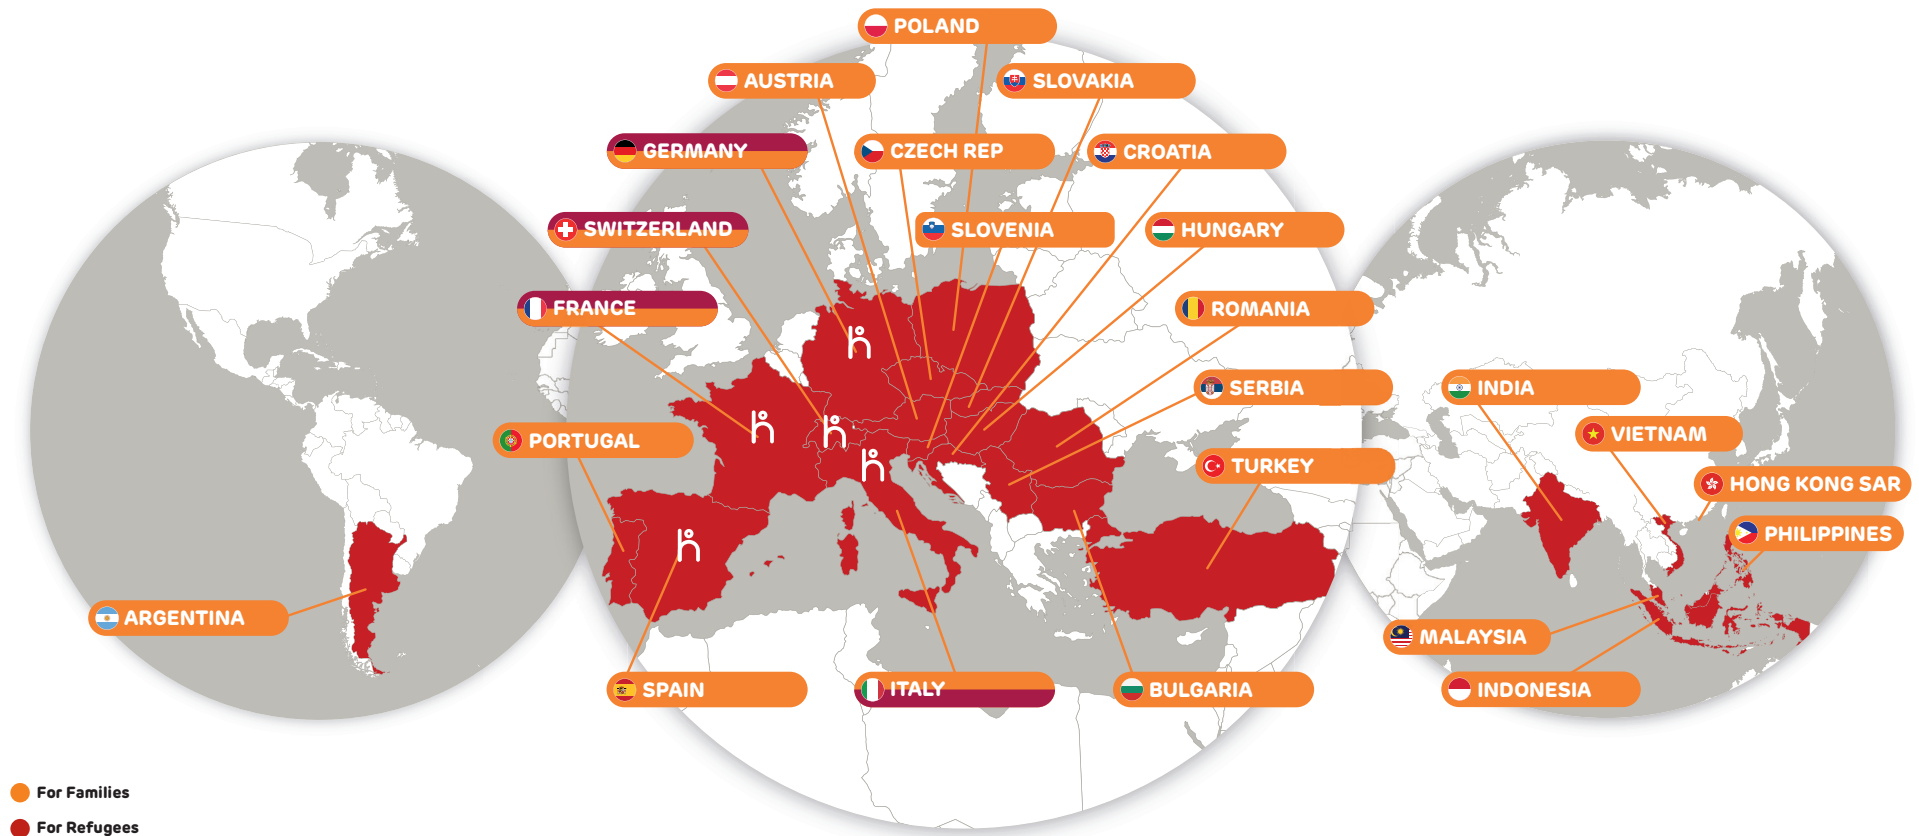 POLAND
AUSTRIA
SLOVAKIA
GERMANY
CZECH REP
CROATIA
SWITZERLAND
SLOVENIA
HUNGARY
FRANCE
ROMANIA
SERBIA
INDIA
PORTUGAL
VIETNAM
TURKEY
HONG KONG SAR
PHILIPPINES
ARGENTINA
MALAYSIA
SPAIN
ITALY
BULGARIA
INDONESIA
For Families
For Refugees